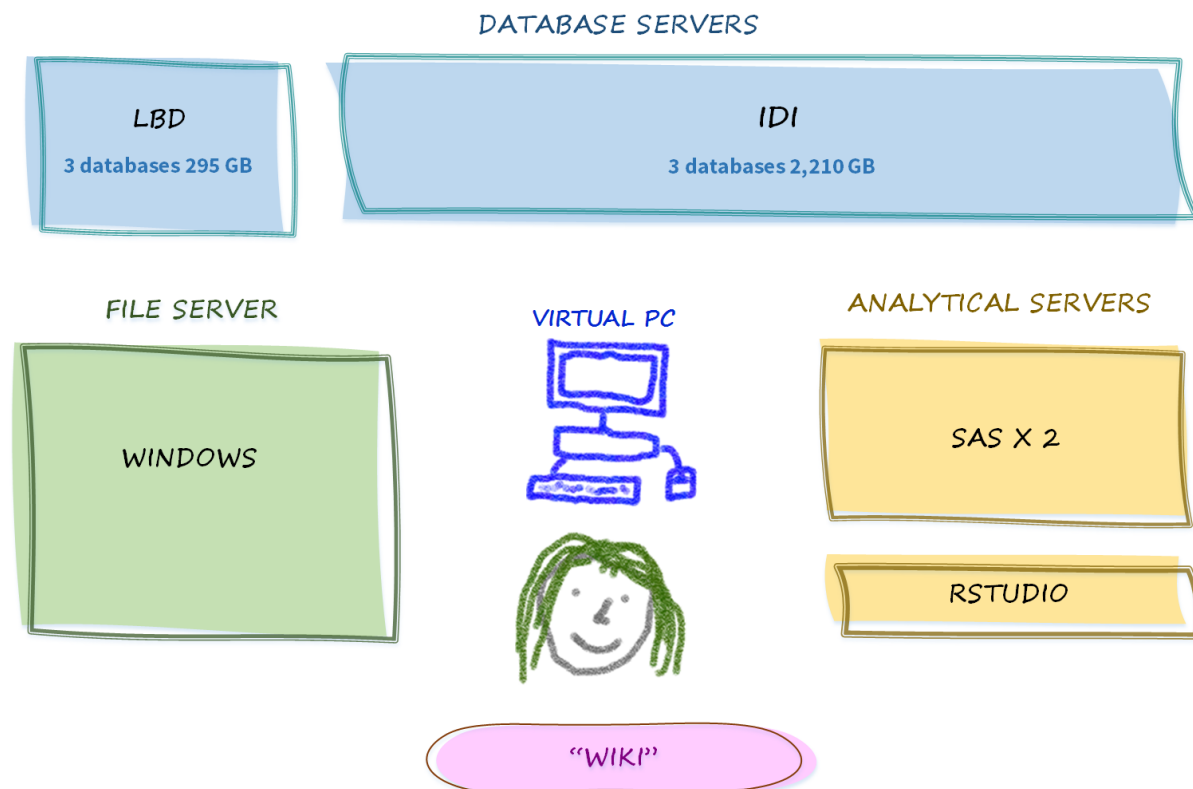 DATABASE SERVERS
LBD
3 databases 295 GB
IDI
3 databases 2,210 GB
FILE SERVER
WINDOWS
VIRTUAL PC
ANALYTICAL SERVERS
SAS X 2
RSTUDIO
“WIKI”